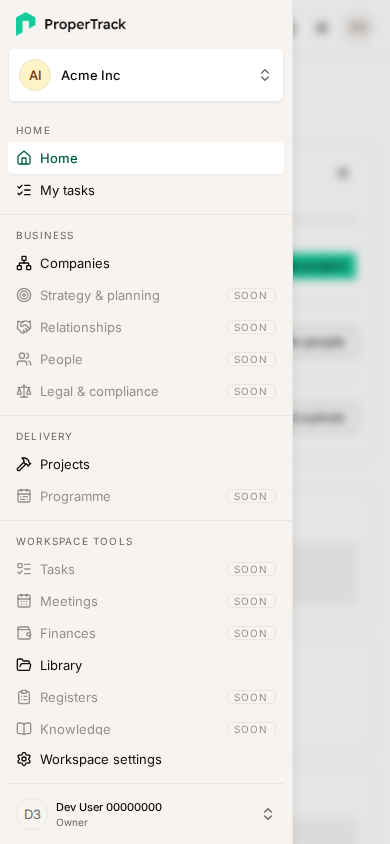 ProperTrack
AI
Acme Inc
HOME
Home
My tasks
BUSINESS
Companies
Strategy & planning SOON
Relationships SOON
People SOON
Legal & compliance SOON
DELIVERY
Projects
Programme SOON
WORKSPACE TOOLS
Tasks SOON
Meetings SOON
Finances SOON
Library
Registers SOON
Knowledge SOON
Workspace settings
D3
Dev User 00000000
Owner